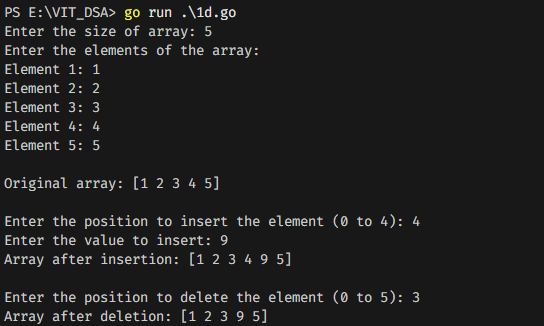 PS E:\VIT_DSA> go run .\1d.go
Enter the size of array: 5
Enter the elements of the array:
Element 1: 1
Element 2: 2
Element 3: 3
Element 4: 4
Element 5: 5
Original array: [1 2 3 4 5]
Enter the position to insert the element (0 to 4): 4
Enter the value to insert: 9
Array after insertion: [1 2 3 4 9 5]
Enter the position to delete the element (0 to 5): 3
Array after deletion: [1 2 3 9 5]